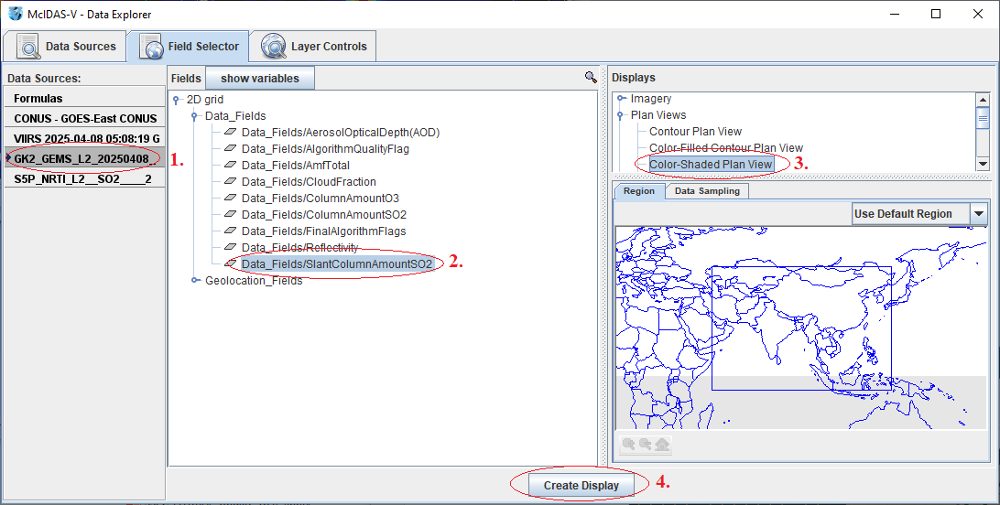 McIDAS-V - Data Explorer
Data Sources
Field Selector
Layer Controls
Data Sources:
Formulas
CONUS - GOES-East CONUS
VIIRS 2025-04-08 05:08:19 G
GK2_GEMS_L2_20250408_ 1.
S5P_NRTI_L2__SO2____2
Fields
show variables
2D grid
Data_Fields
Data_Fields/AerosolOpticalDepth(AOD)
Data_Fields/AlgorithmQualityFlag
Data_Fields/AmfTotal
Data_Fields/CloudFraction
Data_Fields/ColumnAmountO3
Data_Fields/ColumnAmountSO2
Data_Fields/FinalAlgorithmFlags
Data_Fields/Reflectivity
Data_Fields/SlantColumnAmountSO2 2.
Geolocation_Fields
Displays
Imagery
Plan Views
Contour Plan View
Color-Filled Contour Plan View
Color-Shaded Plan View 3.
Region
Data Sampling
Use Default Region
Create Display 4.